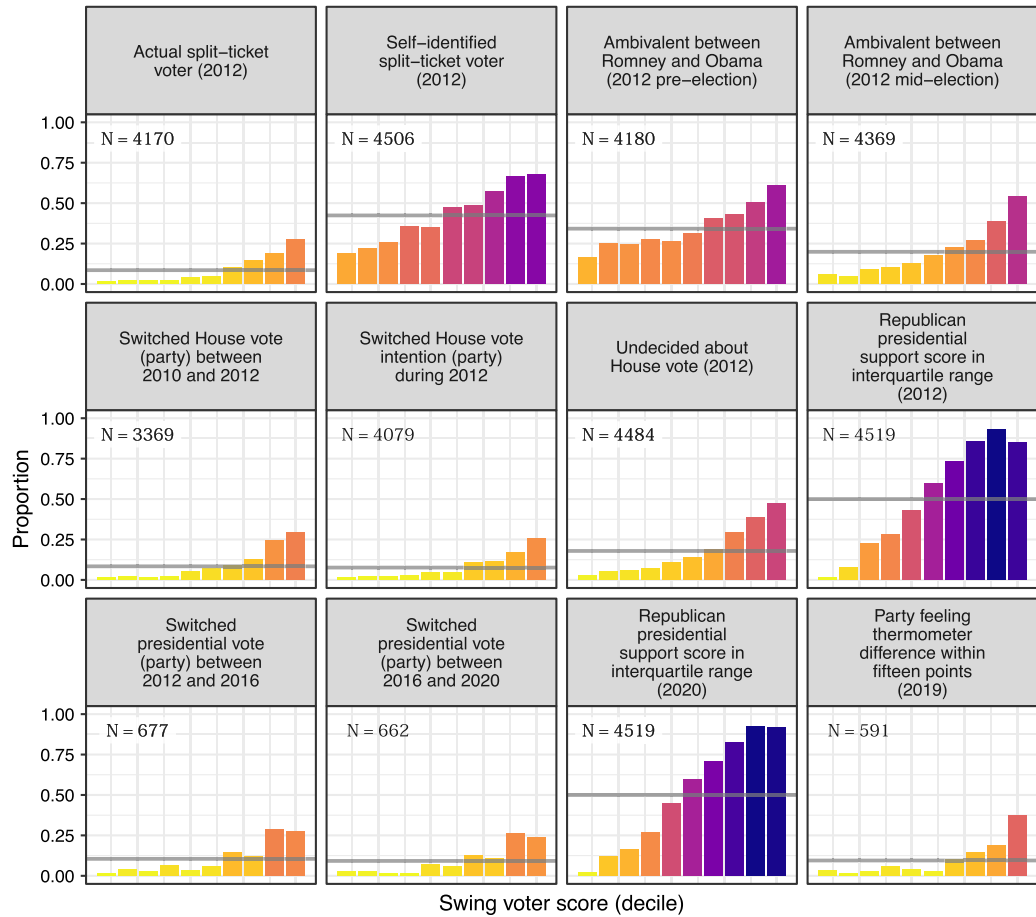 Actual split−ticket
voter (2012)
Self−identified
split−ticket voter
(2012)
Ambivalent between
Romney and Obama
(2012 pre−election)
Ambivalent between
Romney and Obama
(2012 mid−election)
1.00
0.75
0.50
0.25
0.00
N = 4170
N = 4506
N = 4180
N = 4369
Switched House vote
(party) between
2010 and 2012
Switched House vote
intention (party)
during 2012
Undecided about
House vote (2012)
Republican
presidential
support score in
interquartile range
(2012)
1.00
0.75
0.50
0.25
0.00
N = 3369
N = 4079
N = 4484
N = 4519
Proportion
Switched
presidential vote
(party) between
2012 and 2016
Switched
presidential vote
(party) between
2016 and 2020
Republican
presidential
support score in
interquartile range
(2020)
Party feeling
thermometer
difference within
fifteen points
(2019)
1.00
0.75
0.50
0.25
0.00
N = 677
N = 662
N = 4519
N = 591
Swing voter score (decile)